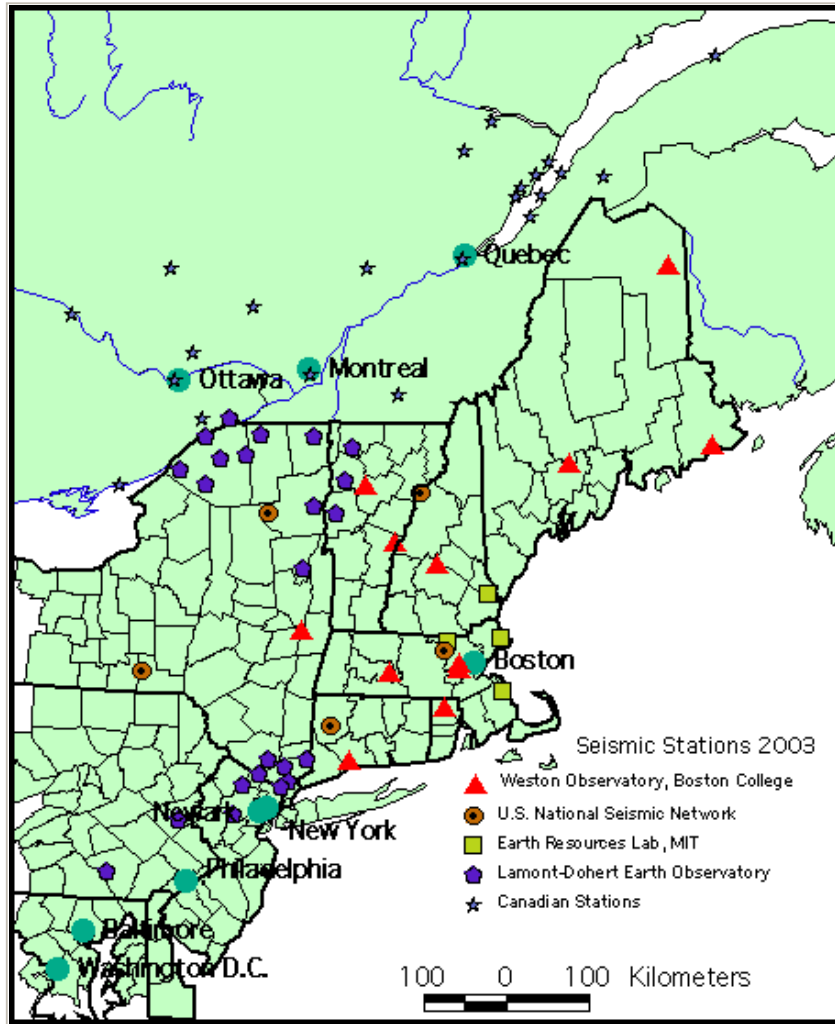 Quebec
Montreal
Ottawa
Boston
Seismic Stations 2003
Weston Observatory, Boston College
U.S. National Seismic Network
Earth Resources Lab, MIT
Lamont-Dohert Earth Observatory
Canadian Stations
Newark
New York
Philadelphia
Baltimore
Washington D.C.
100 0 100 Kilometers